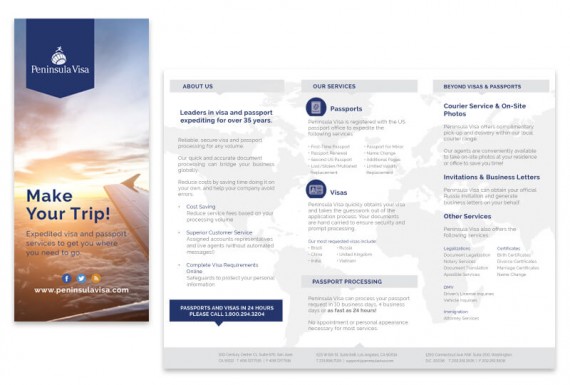 Peninsula Visa
Make
Your Trip!
Expedited visa and passport
services to get you where
you need to go.
www.peninsulavisa.com
ABOUT US
Leaders in visa and passport
expediting for over 35 years.
Reliable, secure visa and passport
processing for any volume.
Our quick and accurate document
processing can bridge your business
globally.
Reduce costs by saving time doing it on
your own, and help your company avoid
errors.
• Cost Saving
Reduce service fees based on your
processing volume
• Superior Customer Service
Assigned accounts representatives
and live agents (without automated
messages!)
• Complete Visa Requirements
Online
Safeguards to protect your personal
information
PASSPORTS AND VISAS IN 24 HOURS
PLEASE CALL 1.800.254.3204
OUR SERVICES
Passports
Peninsula Visa is registered with the US
passport office to expedite the
following services
• First-Time Passport
• Passport Renewal
• Second US Passport
• Lost/Mutilated
Replacement
• Passport for Minor
• Name Change
• Additional Pages
• Limited Passport
Replacement
Visas
Peninsula Visa quickly obtains your visa
and takes the guesswork out of the
application process. Your documents
are hand carried to ensure security and
prompt processing.
Our most requested visas include:
• Brazil
• China
• India
• Russia
• United Kingdom
• Vietnam
PASSPORT PROCESSING
Peninsula Visa can process your passport
request in 10 business days, 4 business
days or as fast as 24 hours!
No appointment or personal appearance
necessary for most services.
BEYOND VISAS & PASSPORTS
Courier Service & On-Site
Photos
Peninsula Visa offers complimentary
pick-up and delivery within our local
courier range.
Our agents are conveniently available
to take on-site photos at your residence
or office to save you time!
Invitations & Business Letters
Peninsula Visa can obtain your official
Russia Invitation and generate
business letters on your behalf
Other Services
Peninsula Visa also offers the
following services:
Legalizations
Document Legalization
Notary Services
Document Translation
Apostille Services
Certificates
Birth Certificates
Divorce Certificates
Marriage Certificates
Name Change
DMV
Driver's License Inquiries
Vehicle Inquiries
Immigration
Attorney Services